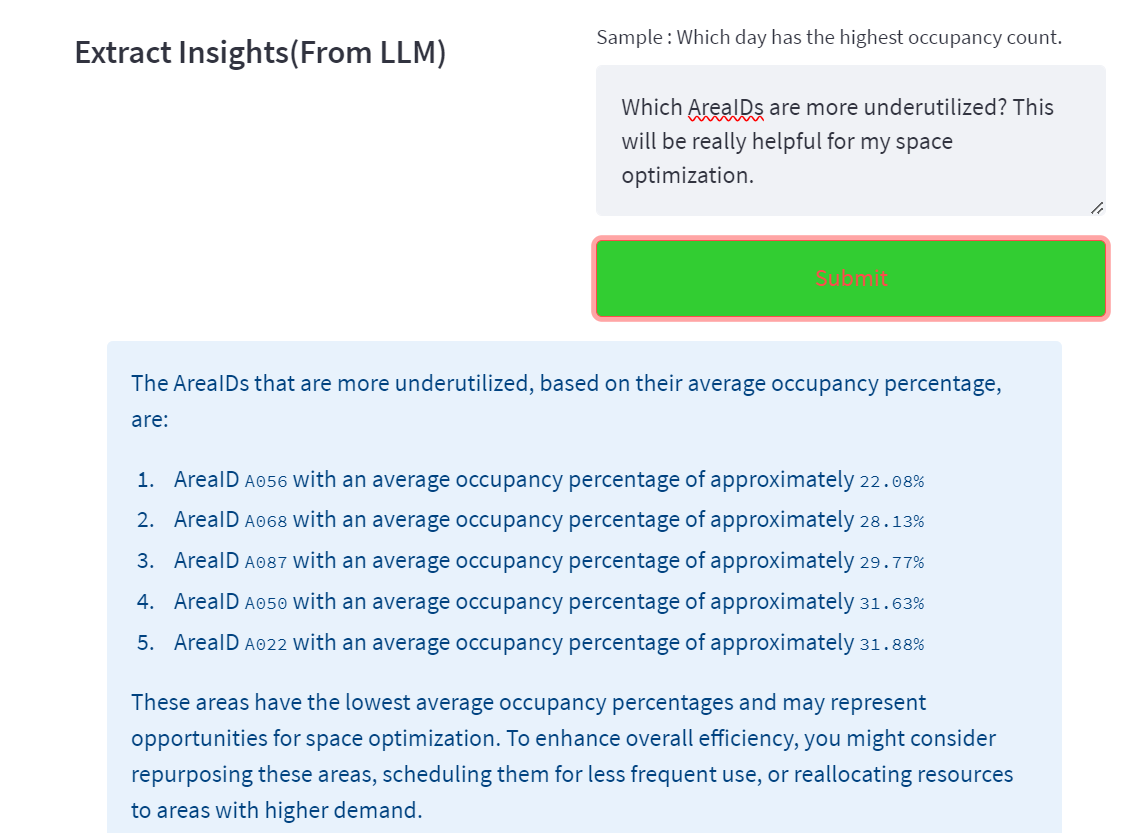 Extract Insights(From LLM)
Sample : Which day has the highest occupancy count.
Which AreaIDs are more underutilized? This
will be really helpful for my space
optimization.
Submit
The AreaIDs that are more underutilized, based on their average occupancy percentage,
are:
1. AreaID A056 with an average occupancy percentage of approximately 22.08%
2. AreaID A068 with an average occupancy percentage of approximately 28.13%
3. AreaID A087 with an average occupancy percentage of approximately 29.77%
4. AreaID A050 with an average occupancy percentage of approximately 31.63%
5. AreaID A022 with an average occupancy percentage of approximately 31.88%
These areas have the lowest average occupancy percentages and may represent
opportunities for space optimization. To enhance overall efficiency, you might consider
repurposing these areas, scheduling them for less frequent use, or reallocating resources
to areas with higher demand.